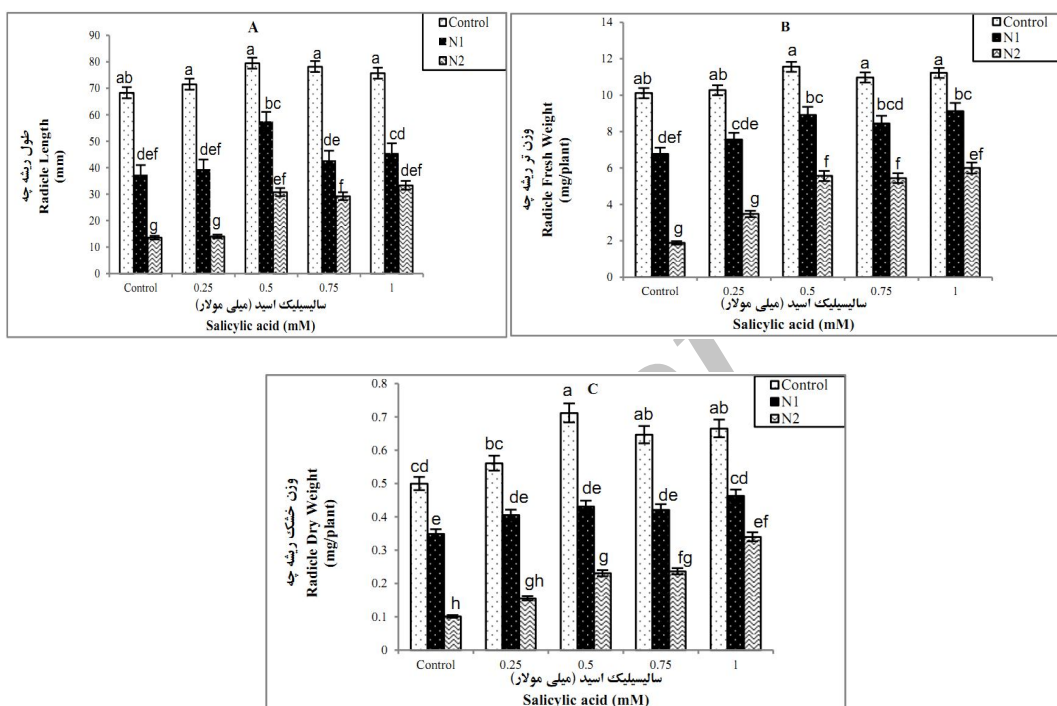 A
Control
N1
N2
طول ریشه چه
Radicle Length
(mm)
90
80
70
60
50
40
30
20
10
0
ab
def
g
a
def
g
a
bc
ef
a
de
f
a
cd
def
Control 0.25 0.5 0.75 1
سالیسیلیک اسید (میلی مولار)
Salicylic acid (mM)
B
Control
N1
N2
وزن تر ریشه چه
Radicle Fresh Weight
(mg/plant)
14
12
10
8
6
4
2
0
ab
def
g
ab
cde
g
a
bc
f
a
bcd
f
a
bc
ef
Control 0.25 0.5 0.75 1
سالیسیلیک اسید (میلی مولار)
Salicylic acid (mM)
C
Control
N1
N2
وزن خشک ریشه چه
Radicle Dry Weight
(mg/plant)
0.8
0.7
0.6
0.5
0.4
0.3
0.2
0.1
0
cd
e
h
bc
de
gh
a
de
g
ab
de
fg
ab
cd
ef
Control 0.25 0.5 0.75 1
سالیسیلیک اسید (میلی مولار)
Salicylic acid (mM)